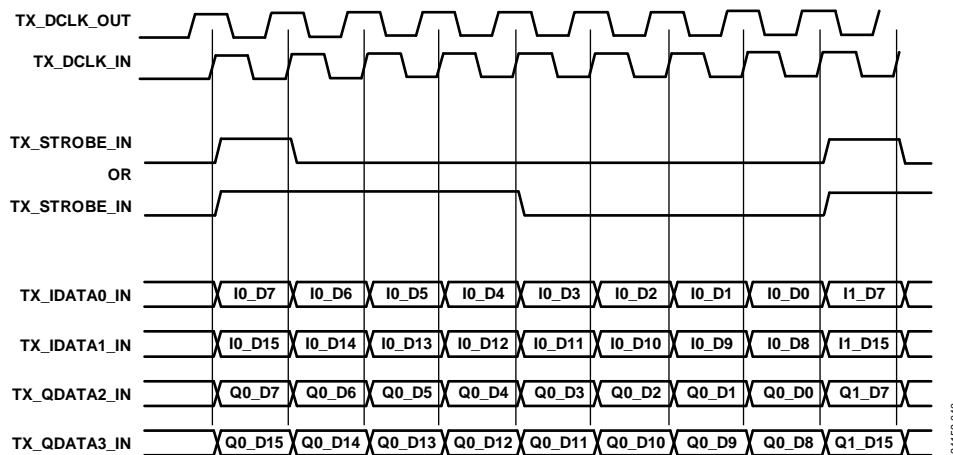 TX_DCLK_OUT
TX_DCLK_IN
TX_STROBE_IN
OR
TX_STROBE_IN
TX_IDATA0_IN I0_D7 I0_D6 I0_D5 I0_D4 I0_D3 I0_D2 I0_D1 I0_D0 I1_D7
TX_IDATA1_IN I0_D15 I0_D14 I0_D13 I0_D12 I0_D11 I0_D10 I0_D9 I0_D8 I1_D15
TX_QDATA2_IN Q0_D7 Q0_D6 Q0_D5 Q0_D4 Q0_D3 Q0_D2 Q0_D1 Q0_D0 Q1_D7
TX_QDATA3_IN Q0_D15 Q0_D14 Q0_D13 Q0_D12 Q0_D11 Q0_D10 Q0_D9 Q0_D8 Q1_D15